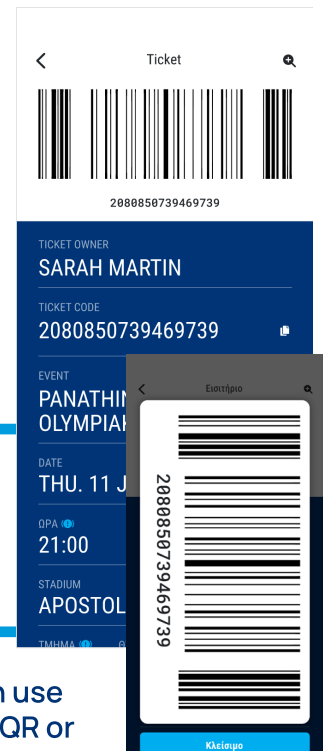 Ticket
2080850739469739
TICKET OWNER
SARAH MARTIN
TICKET CODE
2080850739469739
EVENT
OLYMPIA
DATE
THU. 11
ΩΡΑ
21:00
STADIUM
APOSTOL
ΤΜΗΜΑ
Εισιτήριο
2080850739469739
Κλείσιμο
use
QR or